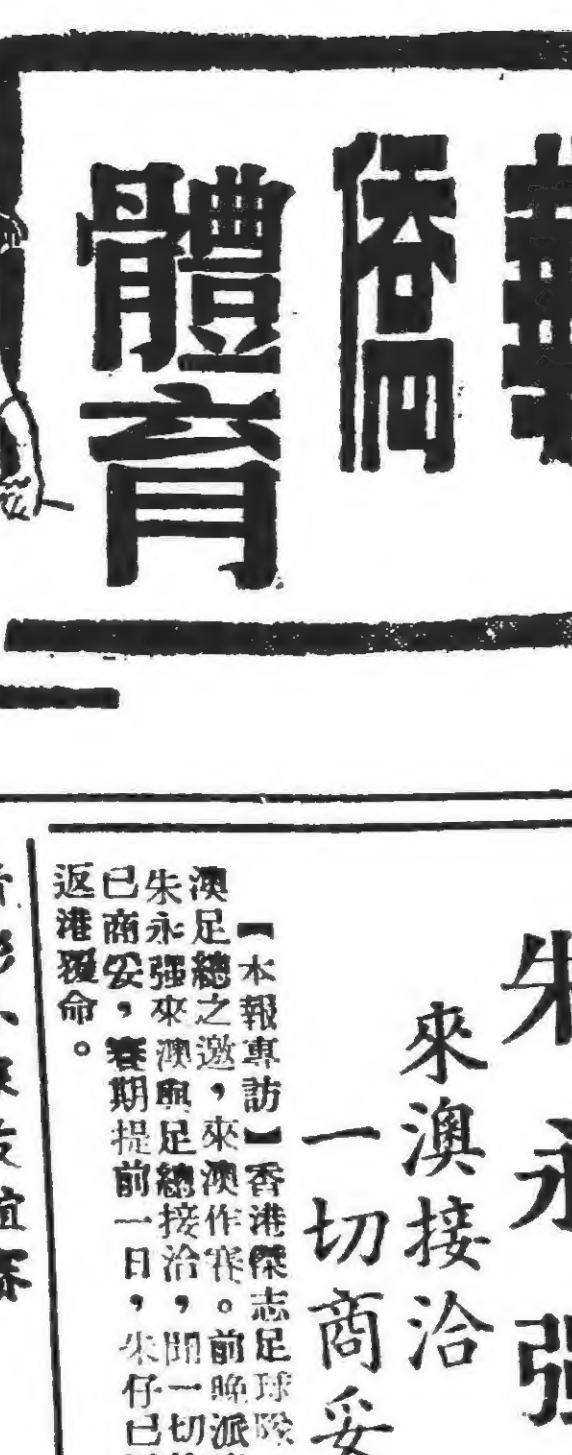 華
僑
體育
朱永强
來澳接洽
一切商妥
【本報專訪】香港傑志足球隊
澳足總之邀，來澳作賽。前晚派
朱永强來澳與足總接洽，聞一切
已商妥，賽期提前一日，朱仔已
返港覆命。